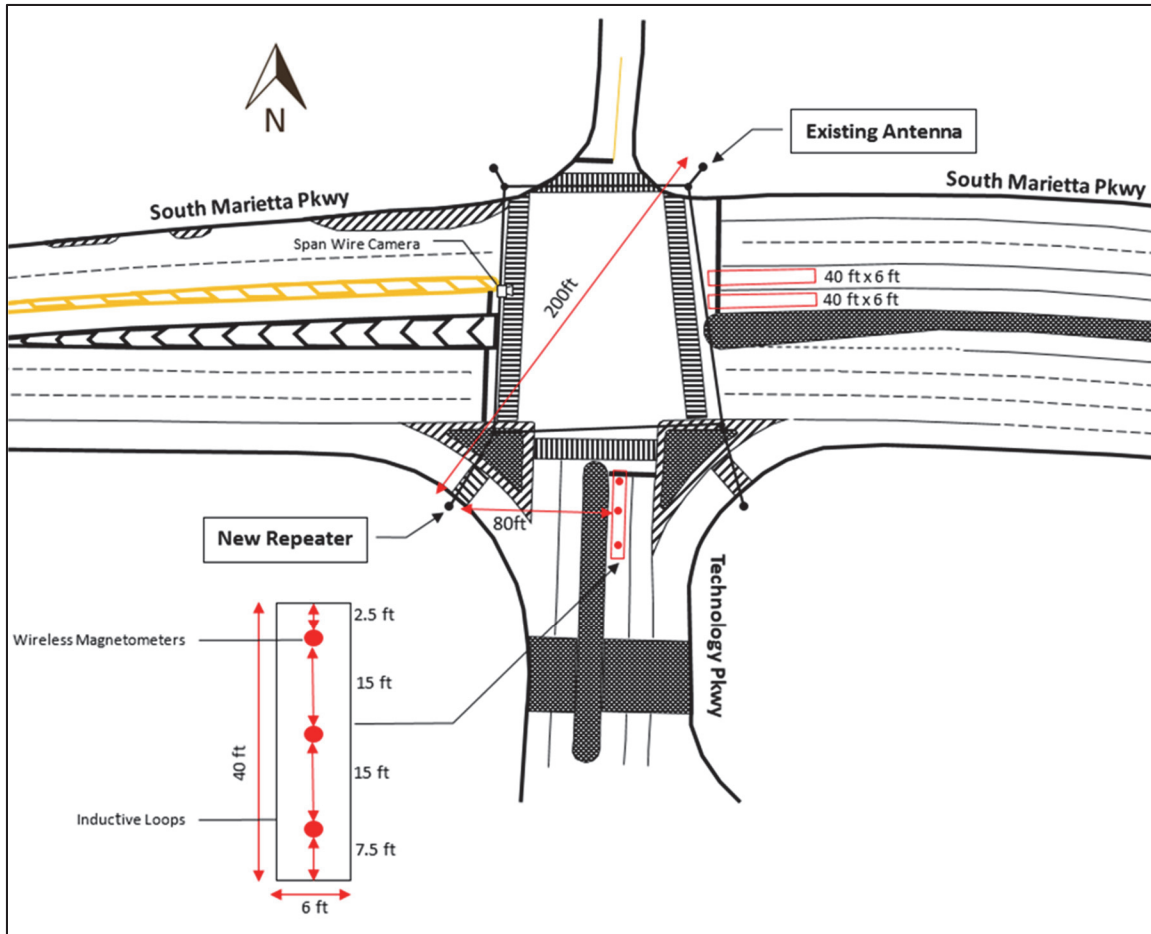 N
Existing Antenna
South Marietta Pkwy
South Marietta Pkwy
Span Wire Camera
40 ft x 6 ft
40 ft x 6 ft
200ft
New Repeater
80ft
Technology Pkwy
2.5 ft
Wireless Magnetometers
15 ft
40 ft
15 ft
Inductive Loops
7.5 ft
6 ft